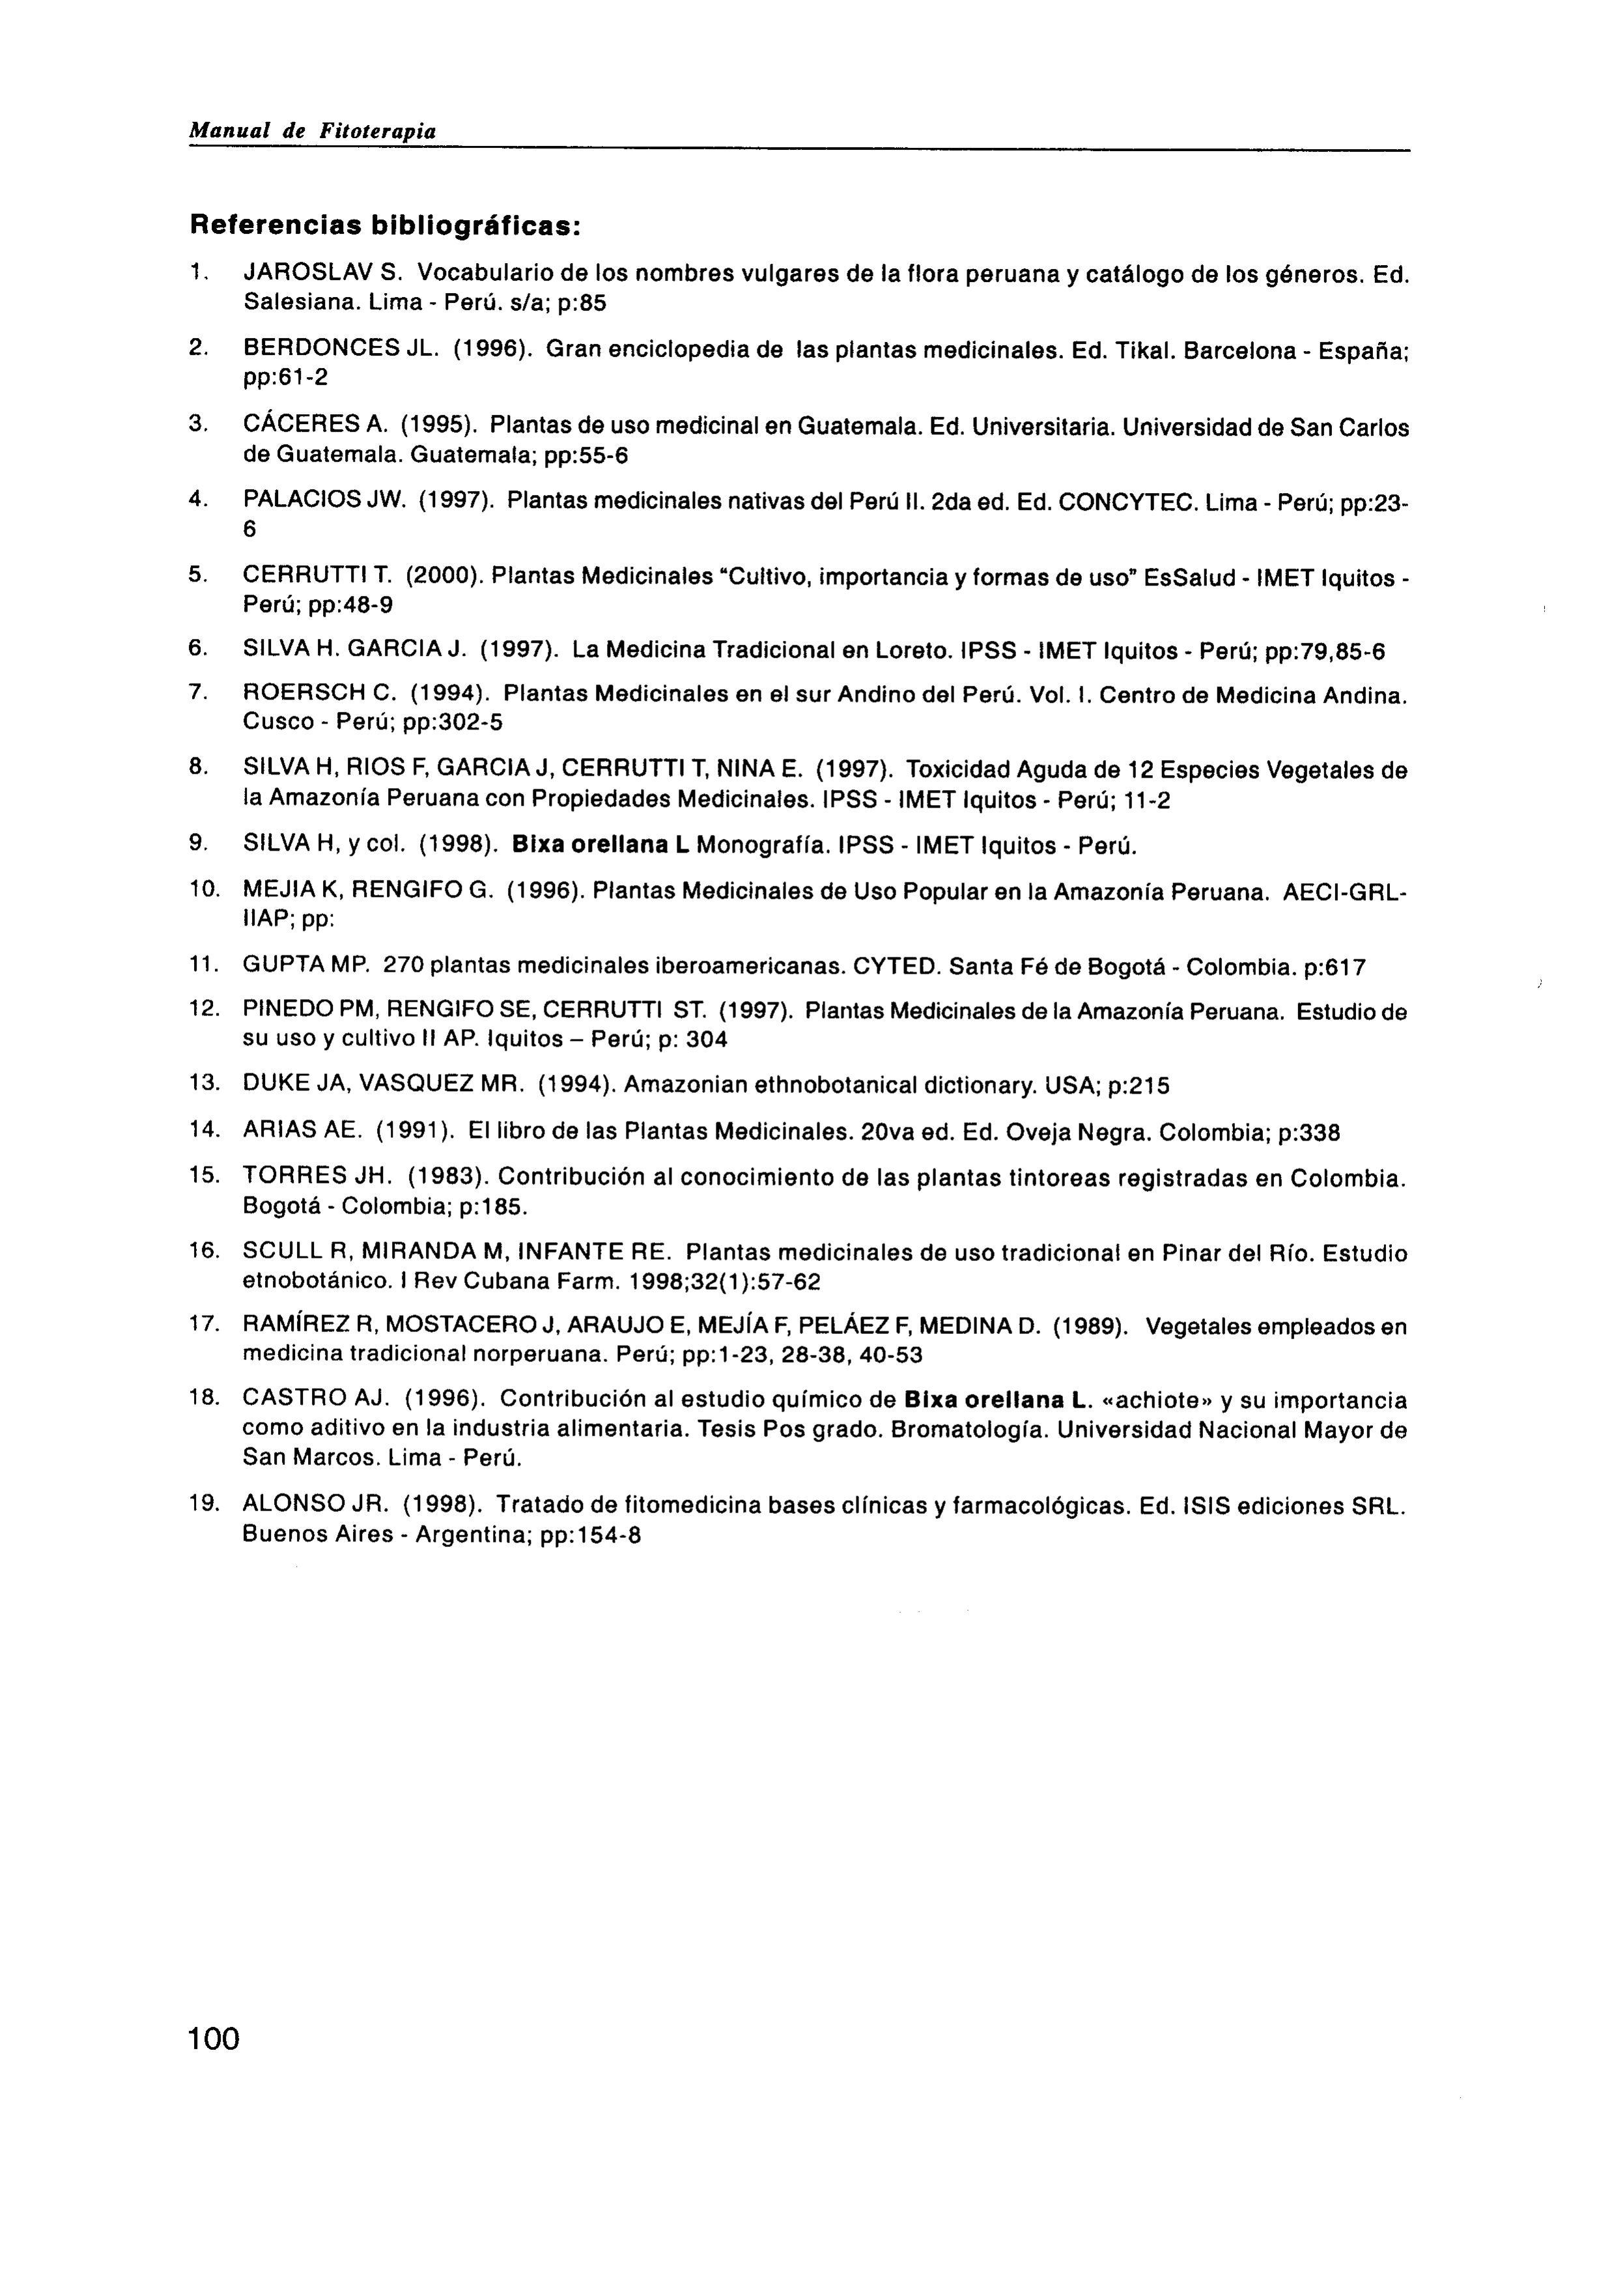 Manual de Fitoterapia
Referencias bibliográficas:
1. JAROSLAV S. Vocabulario de los nombres vulgares de la flora peruana y catálogo de los géneros. Ed.
Salesiana. Lima - Perú. s/a; p:85
2. BERDONCES JL. (1996). Gran enciclopedia de las plantas medicinales. Ed. Tikal. Barcelona - España;
pp:61-2
3. CÁCERES A. (1995). Plantas de uso medicinal en Guatemala. Ed. Universitaria. Universidad de San Carlos
de Guatemala. Guatemala; pp:55-6
4. PALACIOS JW. (1997). Plantas medicinales nativas del Perú II. 2da ed. Ed. CONCYTEC. Lima - Perú; pp:23-
6
5. CERRUTTI T. (2000). Plantas Medicinales "Cultivo, importancia y formas de uso" EsSalud - IMET Iquitos -
Perú; pp:48-9
6. SILVA H. GARCIA J. (1997). La Medicina Tradicional en Loreto. IPSS - IMET Iquitos - Perú; pp:79,85-6
7. ROERSCH C. (1994). Plantas Medicinales en el sur Andino del Perú. Vol. I. Centro de Medicina Andina.
Cusco - Perú; pp:302-5
8. SILVA H, RIOS F, GARCIA J, CERRUTTI T, NINA E. (1997). Toxicidad Aguda de 12 Especies Vegetales de
la Amazonía Peruana con Propiedades Medicinales. IPSS - IMET Iquitos - Perú; 11-2
9. SILVA H, y col. (1998). Bixa orellana L Monografía. IPSS - IMET Iquitos - Perú.
10. MEJIA K, RENGIFO G. (1996). Plantas Medicinales de Uso Popular en la Amazonía Peruana. AECI-GRL-
IIAP; pp:
11. GUPTA MP. 270 plantas medicinales iberoamericanas. CYTED. Santa Fé de Bogotá - Colombia. p:617
12. PINEDO PM, RENGIFO SE, CERRUTTI ST. (1997). Plantas Medicinales de la Amazonía Peruana. Estudio de
su uso y cultivo II AP. Iquitos – Perú; p: 304
13. DUKE JA, VASQUEZ MR. (1994). Amazonian ethnobotanical dictionary. USA; p:215
14. ARIAS AE. (1991). El libro de las Plantas Medicinales. 20va ed. Ed. Oveja Negra. Colombia; p:338
15. TORRES JH. (1983). Contribución al conocimiento de las plantas tintoreas registradas en Colombia.
Bogotá - Colombia; p:185.
16. SCULL R, MIRANDA M, INFANTE RE. Plantas medicinales de uso tradicional en Pinar del Río. Estudio
etnobotánico. I Rev Cubana Farm. 1998;32(1):57-62
17. RAMÍREZ R, MOSTACERO J, ARAUJO E, MEJÍA F, PELÁEZ F, MEDINA D. (1989). Vegetales empleados en
medicina tradicional norperuana. Perú; pp:1-23, 28-38, 40-53
18. CASTRO AJ. (1996). Contribución al estudio químico de Bixa orellana L. «achiote» y su importancia
como aditivo en la industria alimentaria. Tesis Pos grado. Bromatología. Universidad Nacional Mayor de
San Marcos. Lima - Perú.
19. ALONSO JR. (1998). Tratado de fitomedicina bases clínicas y farmacológicas. Ed. ISIS ediciones SRL.
Buenos Aires - Argentina; pp:154-8
100